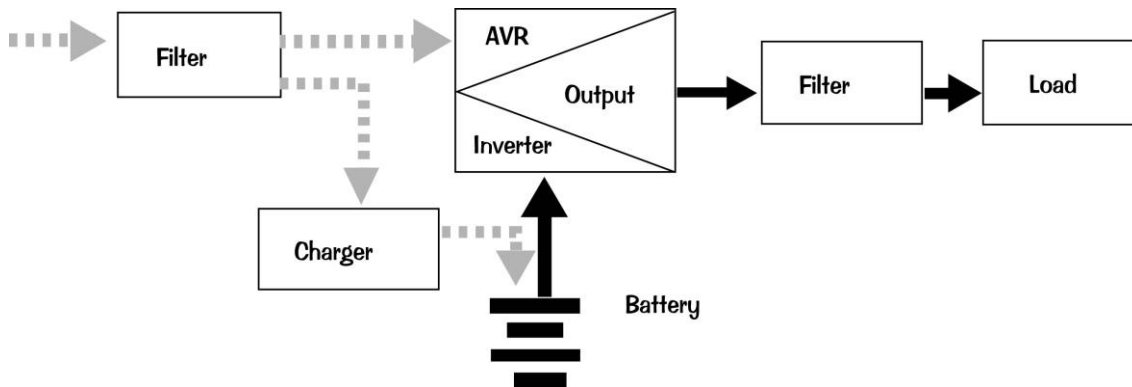 Filter
AVR
Output
Inverter
Filter
Load
Charger
Battery